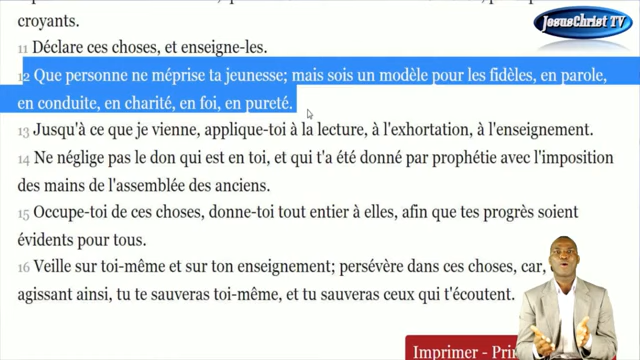 croyants.
JesusChrist TV
11 Déclare ces choses, et enseigne-les.
12 Que personne ne méprise ta jeunesse; mais sois un modèle pour les fidèles, en parole,
en conduite, en charité, en foi, en pureté.
13 Jusqu'à ce que je vienne, applique-toi à la lecture, à l'exhortation, à l'enseignement.
14 Ne néglige pas le don qui est en toi, et qui t'a été donné par prophétie avec l'imposition
des mains de l'assemblée des anciens.
15 Occupe-toi de ces choses, donne-toi tout entier à elles, afin que tes progrès soient
évidents pour tous.
16 Veille sur toi-même et sur ton enseignement; persévère dans ces choses, car,
agissant ainsi, tu te sauveras toi-même, et tu sauveras ceux qui t'écoutent.
Imprimer